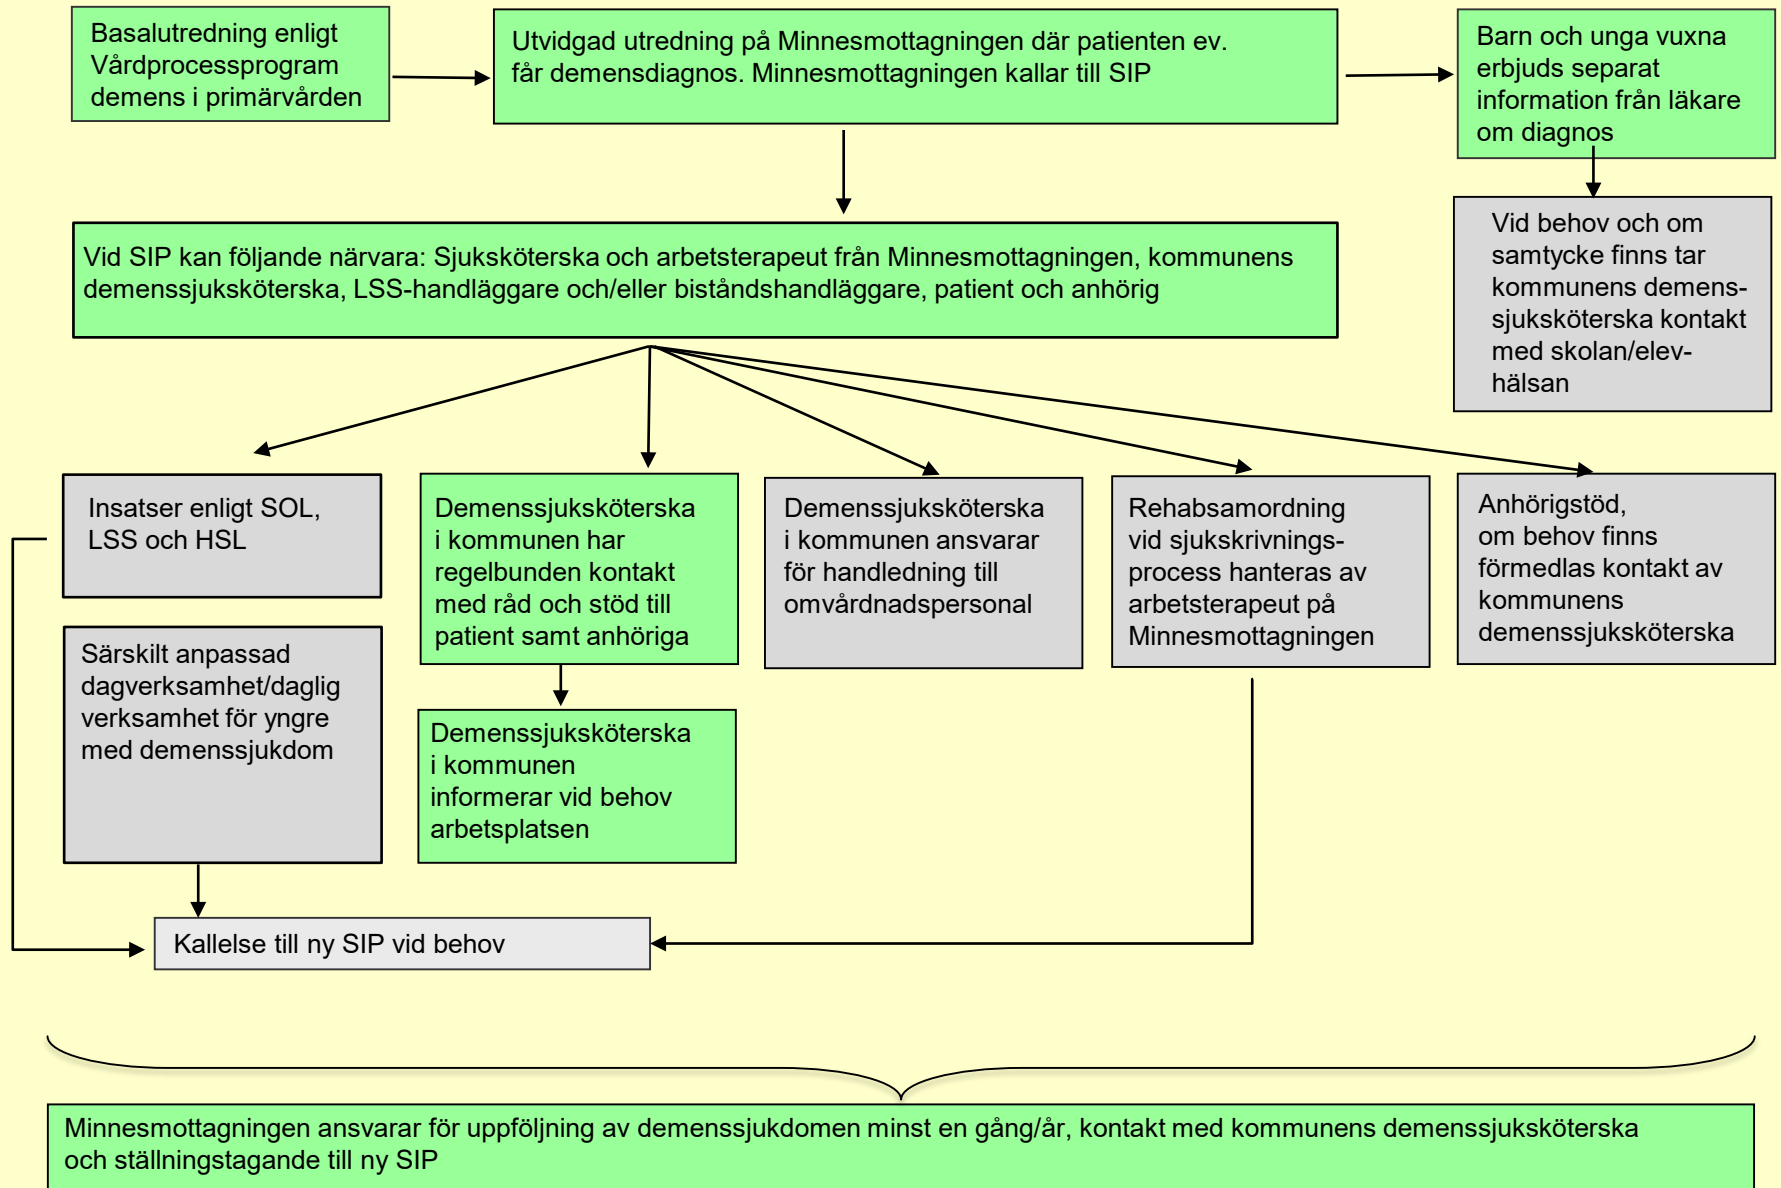 Basalutredning enligt
Vårdprocessprogram
demens i primärvården
Utvidgad utredning på Minnesmottagningen där patienten ev.
får demensdiagnos. Minnesmottagningen kallar till SIP
Barn och unga vuxna
erbjuds separat
information från läkare
om diagnos
Vid behov och om
samtycke finns tar
kommunens demens-
sjuksköterska kontakt
med skolan/elev-
hälsan
Vid SIP kan följande närvara: Sjuksköterska och arbetsterapeut från Minnesmottagningen, kommunens
demenssjuksköterska, LSS-handläggare och/eller biståndshandläggare, patient och anhörig
Insatser enligt SOL,
LSS och HSL
Särskilt anpassad
dagverksamhet/daglig
verksamhet för yngre
med demenssjukdom
Demenssjuksköterska
i kommunen har
regelbunden kontakt
med råd och stöd till
patient samt anhöriga
Demenssjuksköterska
i kommunen
informerar vid behov
arbetsplatsen
Demenssjuksköterska
i kommunen ansvarar
för handledning till
omvårdnadspersonal
Rehabsamordning
vid sjukskrivnings-
process hanteras av
arbetsterapeut på
Minnesmottagningen
Anhörigstöd,
om behov finns
förmedlas kontakt av
kommunens
demenssjuksköterska
Kallelse till ny SIP vid behov
Minnesmottagningen ansvarar för uppföljning av demenssjukdomen minst en gång/år, kontakt med kommunens demenssjuksköterska
och ställningstagande till ny SIP